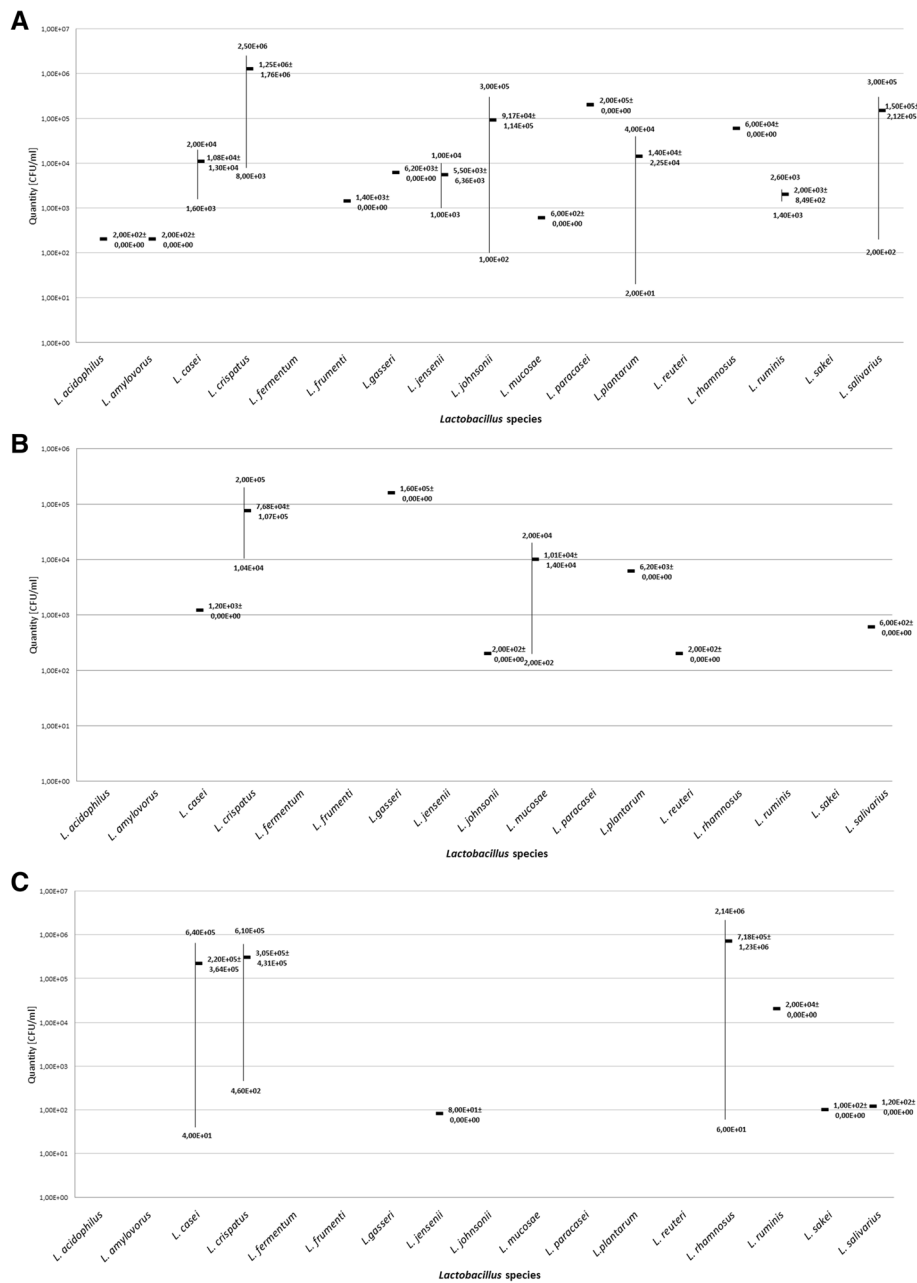 A
1,00E+07
1,00E+06
1,00E+05
1,00E+04
1,00E+03
1,00E+02
1,00E+01
1,00E+00
Quantity [CFU/ml]
2,00E+02±
0,00E+00
2,00E+02±
0,00E+00
2,00E+04
1,08E+04±
1,30E+04
1,60E+03
2,50E+06
1,25E+06±
1,76E+06
8,00E+03
1,40E+03±
0,00E+00
6,20E+03±
0,00E+00
1,00E+04
5,50E+03±
6,36E+03
1,00E+03
3,00E+05
9,17E+04±
1,14E+05
1,00E+02
6,00E+02±
0,00E+00
2,00E+05±
0,00E+00
4,00E+04
1,40E+04±
2,25E+04
2,00E+01
6,00E+04±
0,00E+00
2,60E+03
2,00E+03±
8,49E+02
1,40E+03
3,00E+05
1,50E+05±
2,12E+05
2,00E+02
L. acidophilus
L. amylovorus
L. casei
L. crispatus
L. fermentum
L. frumenti
L.gasseri
L. jensenii
L. johnsonii
L. mucosae
L. paracasei
L.plantarum
L. reuteri
L. rhamnosus
L. ruminis
L. sakei
L. salivarius
Lactobacillus species
B
1,00E+06
1,00E+05
1,00E+04
1,00E+03
1,00E+02
1,00E+01
1,00E+00
Quantity [CFU/ml]
1,20E+03±
0,00E+00
2,00E+05
7,68E+04±
1,07E+05
1,04E+04
1,60E+05±
0,00E+00
2,00E+02±
0,00E+00
2,00E+04
1,01E+04±
1,40E+04
2,00E+02
6,20E+03±
0,00E+00
2,00E+02±
0,00E+00
6,00E+02±
0,00E+00
L. acidophilus
L. amylovorus
L. casei
L. crispatus
L. fermentum
L. frumenti
L.gasseri
L. jensenii
L. johnsonii
L. mucosae
L. paracasei
L.plantarum
L. reuteri
L. rhamnosus
L. ruminis
L. sakei
L. salivarius
Lactobacillus species
C
1,00E+07
1,00E+06
1,00E+05
1,00E+04
1,00E+03
1,00E+02
1,00E+01
1,00E+00
Quantity [CFU/ml]
6,40E+05
2,20E+05±
3,64E+05
4,00E+01
6,10E+05
3,05E+05±
4,31E+05
4,60E+02
8,00E+01±
0,00E+00
2,14E+06
7,18E+05±
1,23E+06
6,00E+01
2,00E+04±
0,00E+00
1,00E+02±
0,00E+00
1,20E+02±
0,00E+00
L. acidophilus
L. amylovorus
L. casei
L. crispatus
L. fermentum
L. frumenti
L.gasseri
L. jensenii
L. johnsonii
L. mucosae
L. paracasei
L.plantarum
L. reuteri
L. rhamnosus
L. ruminis
L. sakei
L. salivarius
Lactobacillus species